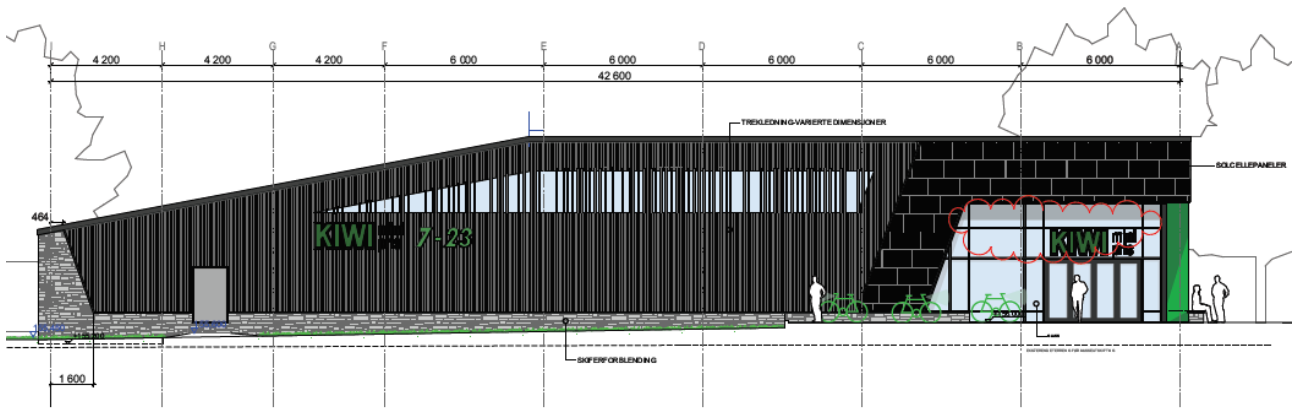 H G F E D C B A
4 200 4 200 4 200 6 000 6 000 6 000 6 000 6 000
42 600
TREKLEDNING-VARIERTE DIMENSJONER
SOLCELLEPANELER
464
KIWI 7-23
KIWI
SKIFERFORBLENDING
1 600